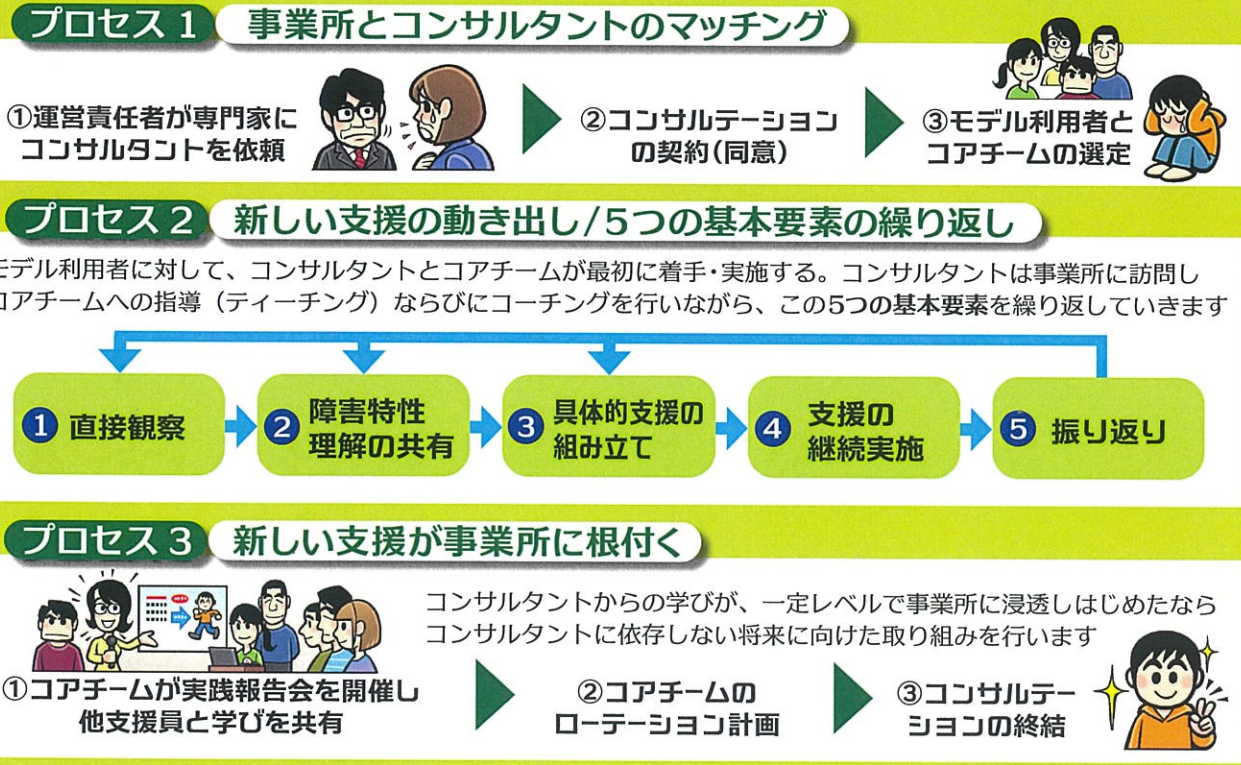 プロセス1 事業所とコンサルタントのマッチング
①運営責任者が専門家に
コンサルタントを依頼
②コンサルテーション
の契約(同意)
③モデル利用者と
コアチームの選定
プロセス2 新しい支援の動き出し/5つの基本要素の繰り返し
モデル利用者に対して、コンサルタントとコアチームが最初に着手・実施する。コンサルタントは事業所に訪問し
コアチームへの指導（ティーチング）ならびにコーチングを行いながら、この5つの基本要素を繰り返していきます
1 直接観察
2 障害特性
理解の共有
3 具体的支援の
組み立て
4 支援の
継続実施
5 振り返り
プロセス3 新しい支援が事業所に根付く
コンサルタントからの学びが、一定レベルで事業所に浸透しはじめたなら
コンサルタントに依存しない将来に向けた取り組みを行います
①コアチームが実践報告会を開催し
他支援員と学びを共有
②コアチームの
ローテーション計画
③コンサルテー
ションの終結